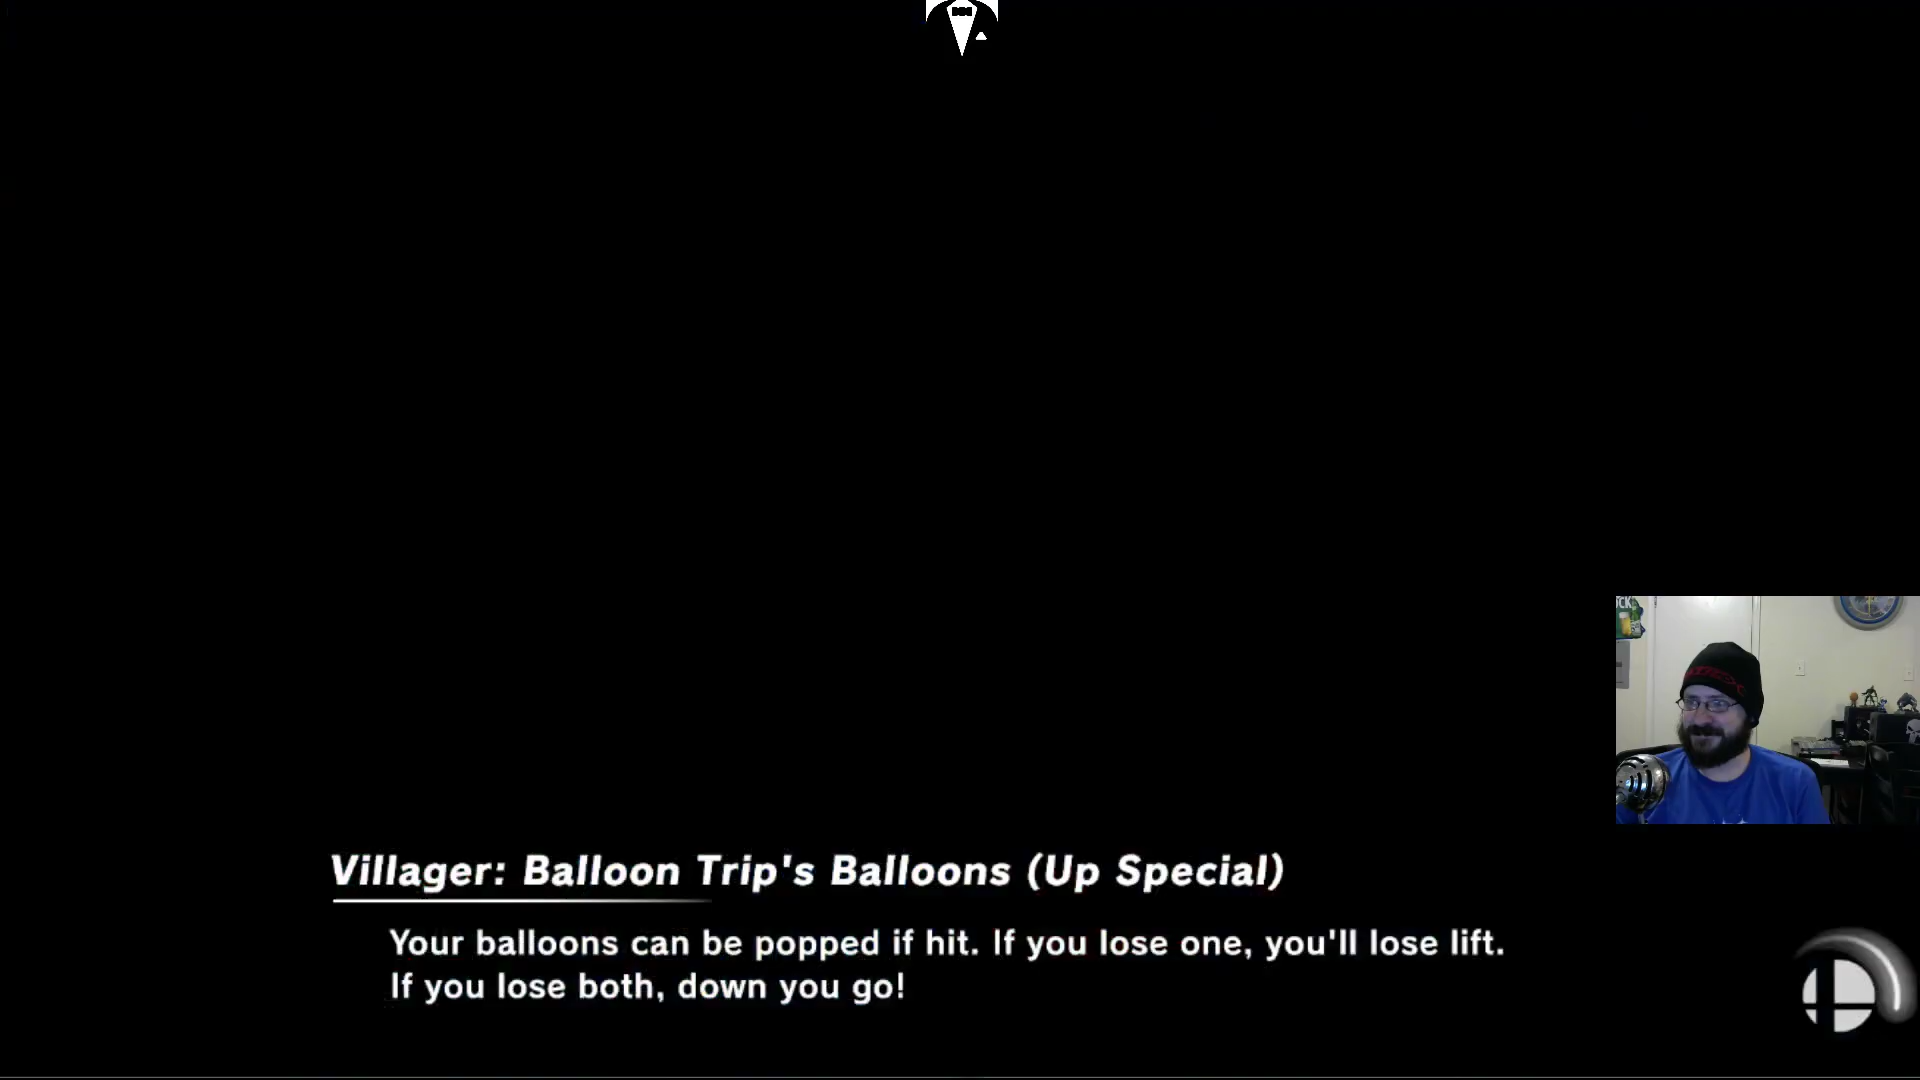 Villager: Balloon Trip's Balloons (Up Special)
Your balloons can be popped if hit. If you lose one, you'll lose lift.
If you lose both, down you go!